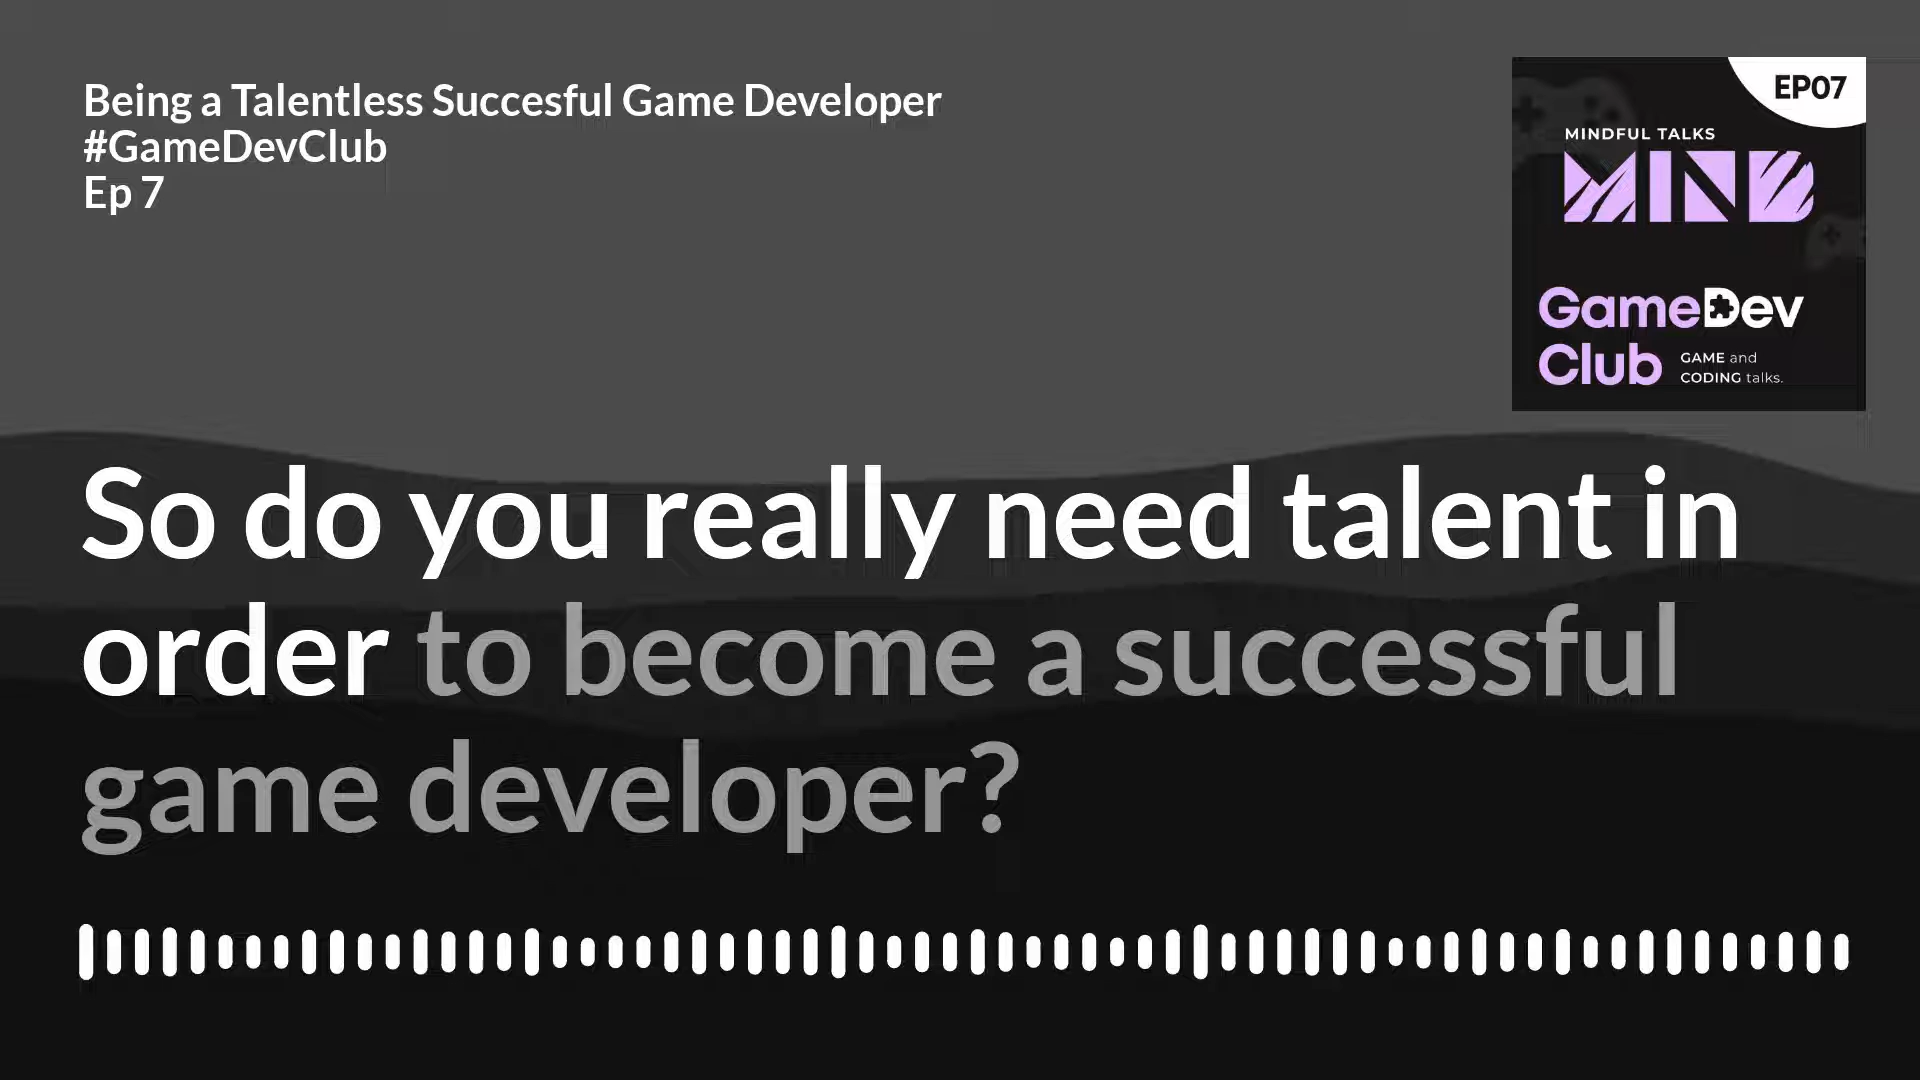 Being a Talentless Succesful Game Developer
#GameDevClub
Ep 7
EP07
MINDFUL TALKS
MIND
GameDev
Club
GAME and
CODING talks.
So do you really need talent in
order to become a successful
game developer?